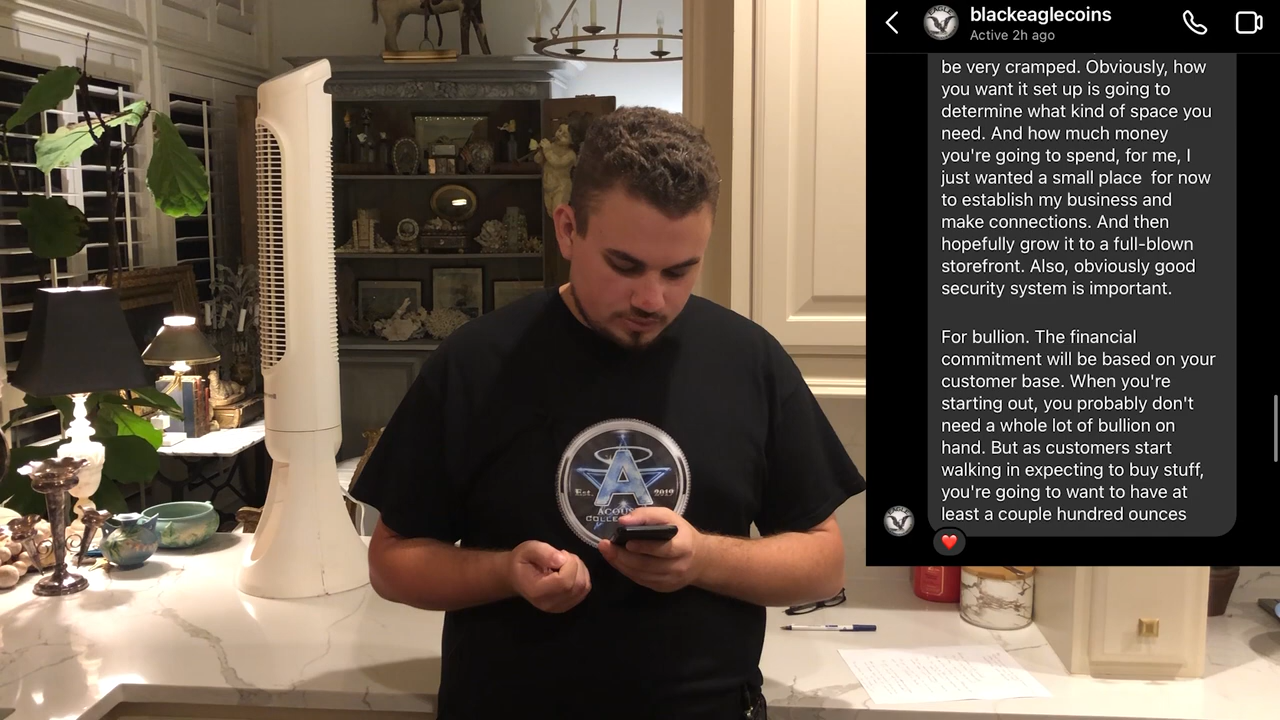 blackeaglecoins
Active 2h ago
be very cramped. Obviously, how
you want it set up is going to
determine what kind of space you
need. And how much money
you're going to spend, for me, I
just wanted a small place for now
to establish my business and
make connections. And then
hopefully grow it to a full-blown
storefront. Also, obviously good
security system is important.
For bullion. The financial
commitment will be based on your
customer base. When you're
starting out, you probably don't
need a whole lot of bullion on
hand. But as customers start
walking in expecting to buy stuff,
you're going to want to have at
least a couple hundred ounces
EAGLE
A
Est. 2019